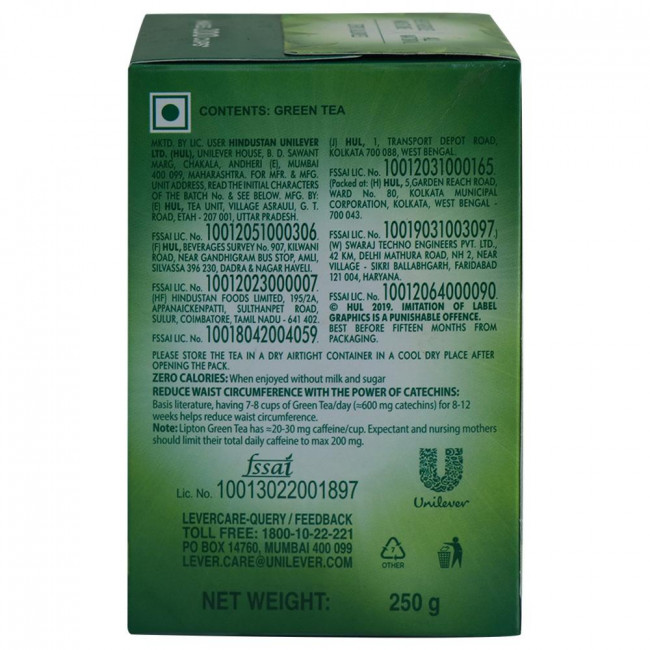 CONTENTS: GREEN TEA
MKTD. BY LIC. USER HINDUSTAN UNILEVER
LTD. (HUL), UNILEVER HOUSE, B. D. SAWANT
MARG, CHAKALA, ANDHERI (E), MUMBAI
400 099, MAHARASHTRA. FOR MFR. & MFG.
UNIT ADDRESS, READ THE INITIAL CHARACTERS
OF THE BATCH No. & SEE BELOW. MFG. BY:
(E) HUL, TEA UNIT, VILLAGE ASRAULI, G. T.
ROAD, ETAH - 207 001, UTTAR PRADESH.
FSSAI LIC. No. 10012051000306
(F) HUL, BEVERAGES SURVEY No. 907, KILWANI
ROAD, NEAR GANDHIGRAM BUS STOP, AMLI,
SILVASSA 396 230, DADRA & NAGAR HAVELI.
FSSAI LIC. No. 10012023000007
(HF) HINDUSTAN FOODS LIMITED, 195/2A,
APPANAICKENPATTI, SULTHANPET ROAD,
SULUR, COIMBATORE, TAMIL NADU - 641 402.
FSSAI LIC. No. 10018042004059
(J) HUL, 1, TRANSPORT DEPOT ROAD,
KOLKATA 700 088, WEST BENGAL.
FSSAI LIC. No. 10012031000165
(Packed at: (H) HUL, 5,GARDEN REACH ROAD,
WARD No. 80, KOLKATA MUNICIPAL
CORPORATION, KOLKATA, WEST BENGAL -
700 043.
FSSAI LIC. No. 10019031003097)
(W) SWARAJ TECHNO ENGINEERS PVT. LTD.,
42 KM, DELHI MATHURA ROAD, NH 2, NEAR
VILLAGE - SIKRI BALLABHGARH, FARIDABAD
121 004, HARYANA.
FSSAI LIC. No. 10012064000090
© HUL 2019. IMITATION OF LABEL
GRAPHICS IS A PUNISHABLE OFFENCE.
BEST BEFORE FIFTEEN MONTHS FROM
PACKAGING.
PLEASE STORE THE TEA IN A DRY AIRTIGHT CONTAINER IN A COOL DRY PLACE AFTER
OPENING THE PACK.
ZERO CALORIES: When enjoyed without milk and sugar
REDUCE WAIST CIRCUMFERENCE WITH THE POWER OF CATECHINS:
Basis literature, having 7-8 cups of Green Tea/day (≈600 mg catechins) for 8-12
weeks helps reduce waist circumference.
Note: Lipton Green Tea has ≈20-30 mg caffeine/cup. Expectant and nursing mothers
should limit their total daily caffeine to max 200 mg.
fssai
Lic. No. 10013022001897
Unilever
LEVERCARE-QUERY / FEEDBACK
TOLL FREE: 1800-10-22-221
PO BOX 14760, MUMBAI 400 099
LEVER.CARE@UNILEVER.COM
7
OTHER
NET WEIGHT: 250 g